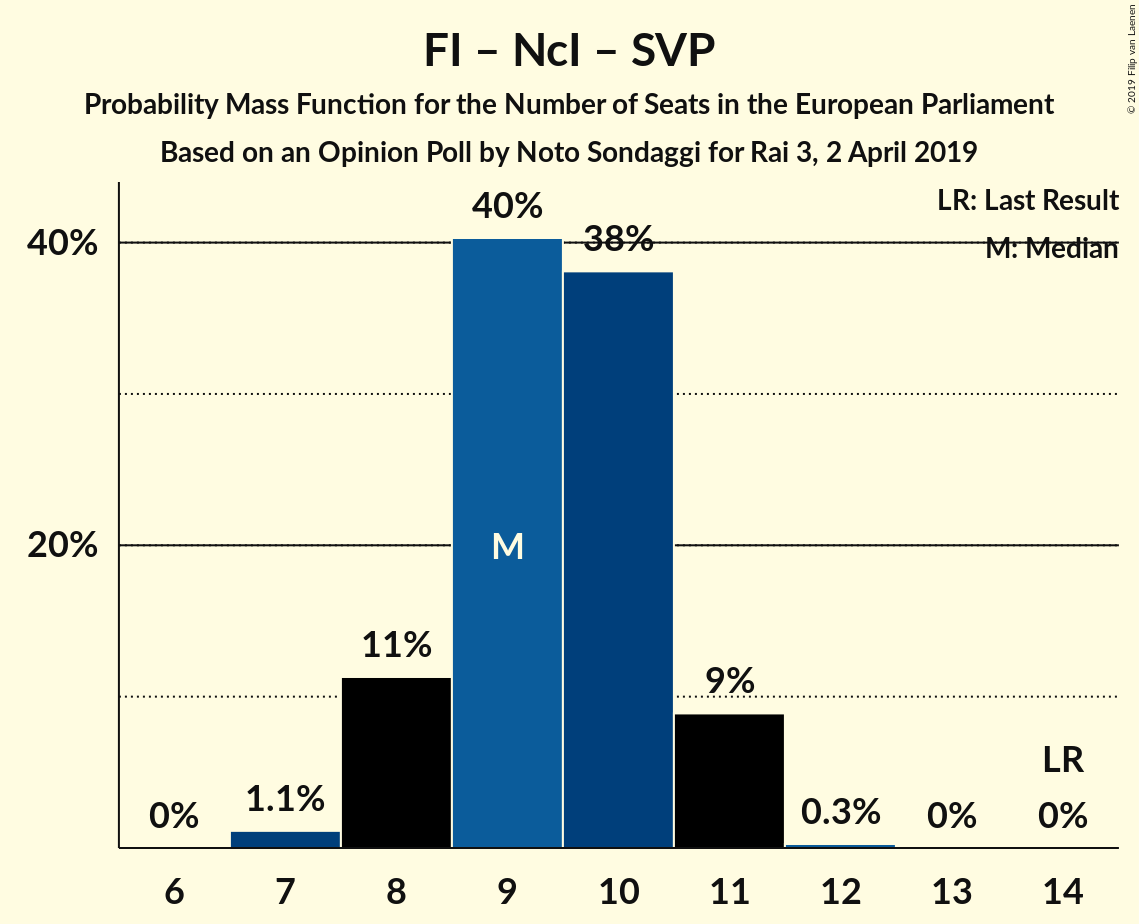 FI – NcI – SVP
Probability Mass Function for the Number of Seats in the European Parliament
Based on an Opinion Poll by Noto Sondaggi for Rai 3, 2 April 2019
© 2019 Filip van Laenen
LR: Last Result
M: Median
40%
20%
0%
1.1%
11%
40%
M
38%
9%
0.3%
0%
LR
0%
6 7 8 9 10 11 12 13 14